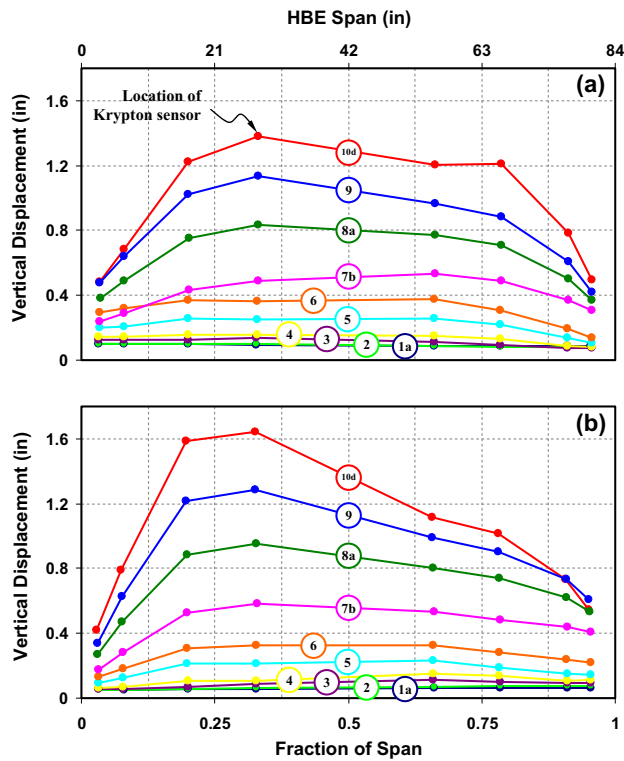 HBE Span (in)
0 21 42 63 84
(a)
Vertical Displacement (in)
1.6
1.2
0.8
0.4
0
Location of
Krypton sensor
10d
9
8a
7b
6
5
4
3
2
1a
(b)
Vertical Displacement (in)
1.6
1.2
0.8
0.4
0
10d
9
8a
7b
6
5
4
3
2
1a
0 0.25 0.5 0.75 1
Fraction of Span